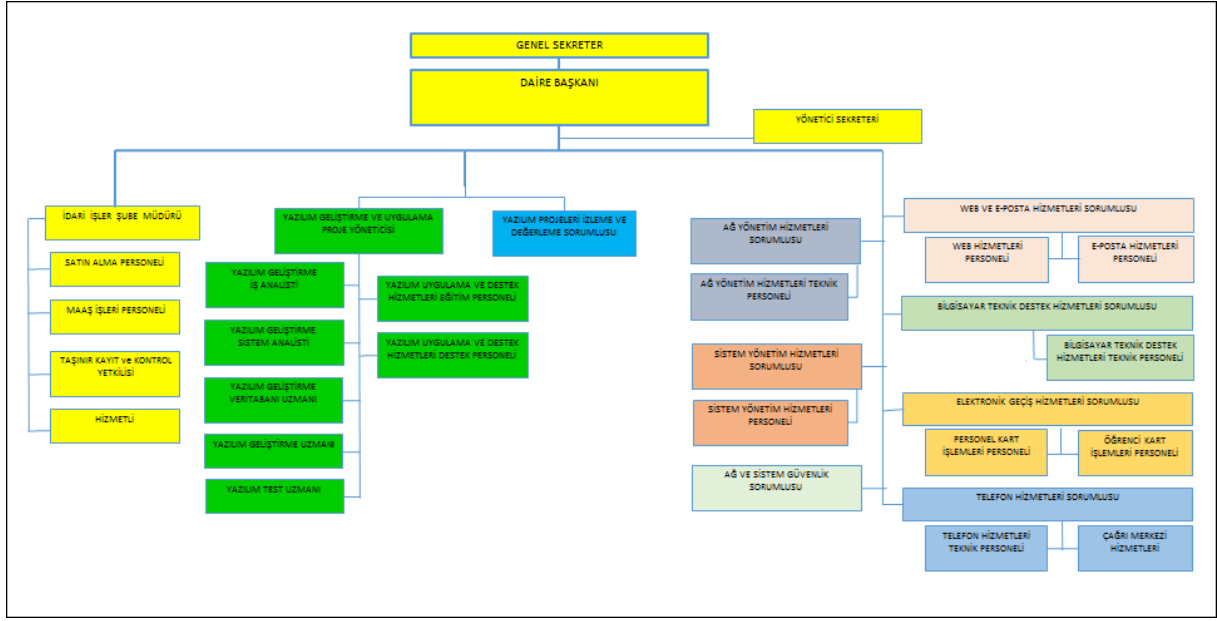 GENEL SEKRETER
DAİRE BAŞKANI
YÖNETİCİ SEKRETERİ
İDARİ İŞLER ŞUBE MÜDÜRÜ
SATIN ALMA PERSONELİ
MAAŞ İŞLERİ PERSONELİ
TAŞINIR KAYIT ve KONTROL
YETKİLİSİ
HİZMETLİ
YAZILIM GELİŞTİRME VE UYGULAMA
PROJE YÖNETİCİSİ
YAZILIM GELİŞTİRME
İŞ ANALİSTİ
YAZILIM GELİŞTİRME
SİSTEM ANALİSTİ
YAZILIM GELİŞTİRME
VERİTABANI UZMANI
YAZILIM GELİŞTİRME UZMANI
YAZILIM TEST UZMANI
YAZILIM UYGULAMA VE DESTEK
HİZMETLERİ EĞİTİM PERSONELİ
YAZILIM UYGULAMA VE DESTEK
HİZMETLERİ DESTEK PERSONELİ
YAZILIM PROJELERİ İZLEME VE
DEĞERLEME SORUMLUSU
AĞ YÖNETİM HİZMETLERİ
SORUMLUSU
AĞ YÖNETİM HİZMETLERİ TEKNİK
PERSONELİ
SİSTEM YÖNETİM HİZMETLERİ
SORUMLUSU
SİSTEM YÖNETİM HİZMETLERİ
PERSONELİ
AĞ VE SİSTEM GÜVENLİK
SORUMLUSU
WEB VE E-POSTA HİZMETLERİ SORUMLUSU
WEB HİZMETLERİ
PERSONELİ
E-POSTA HİZMETLERİ
PERSONELİ
BİLGİSAYAR TEKNİK DESTEK HİZMETLERİ SORUMLUSU
BİLGİSAYAR TEKNİK DESTEK
HİZMETLERİ TEKNİK PERSONELİ
ELEKTRONİK GEÇİŞ HİZMETLERİ SORUMLUSU
PERSONEL KART
İŞLEMLERİ PERSONELİ
ÖĞRENCİ KART
İŞLEMLERİ PERSONELİ
TELEFON HİZMETLERİ SORUMLUSU
TELEFON HİZMETLERİ
TEKNİK PERSONELİ
ÇAĞRI MERKEZİ
HİZMETLERİ